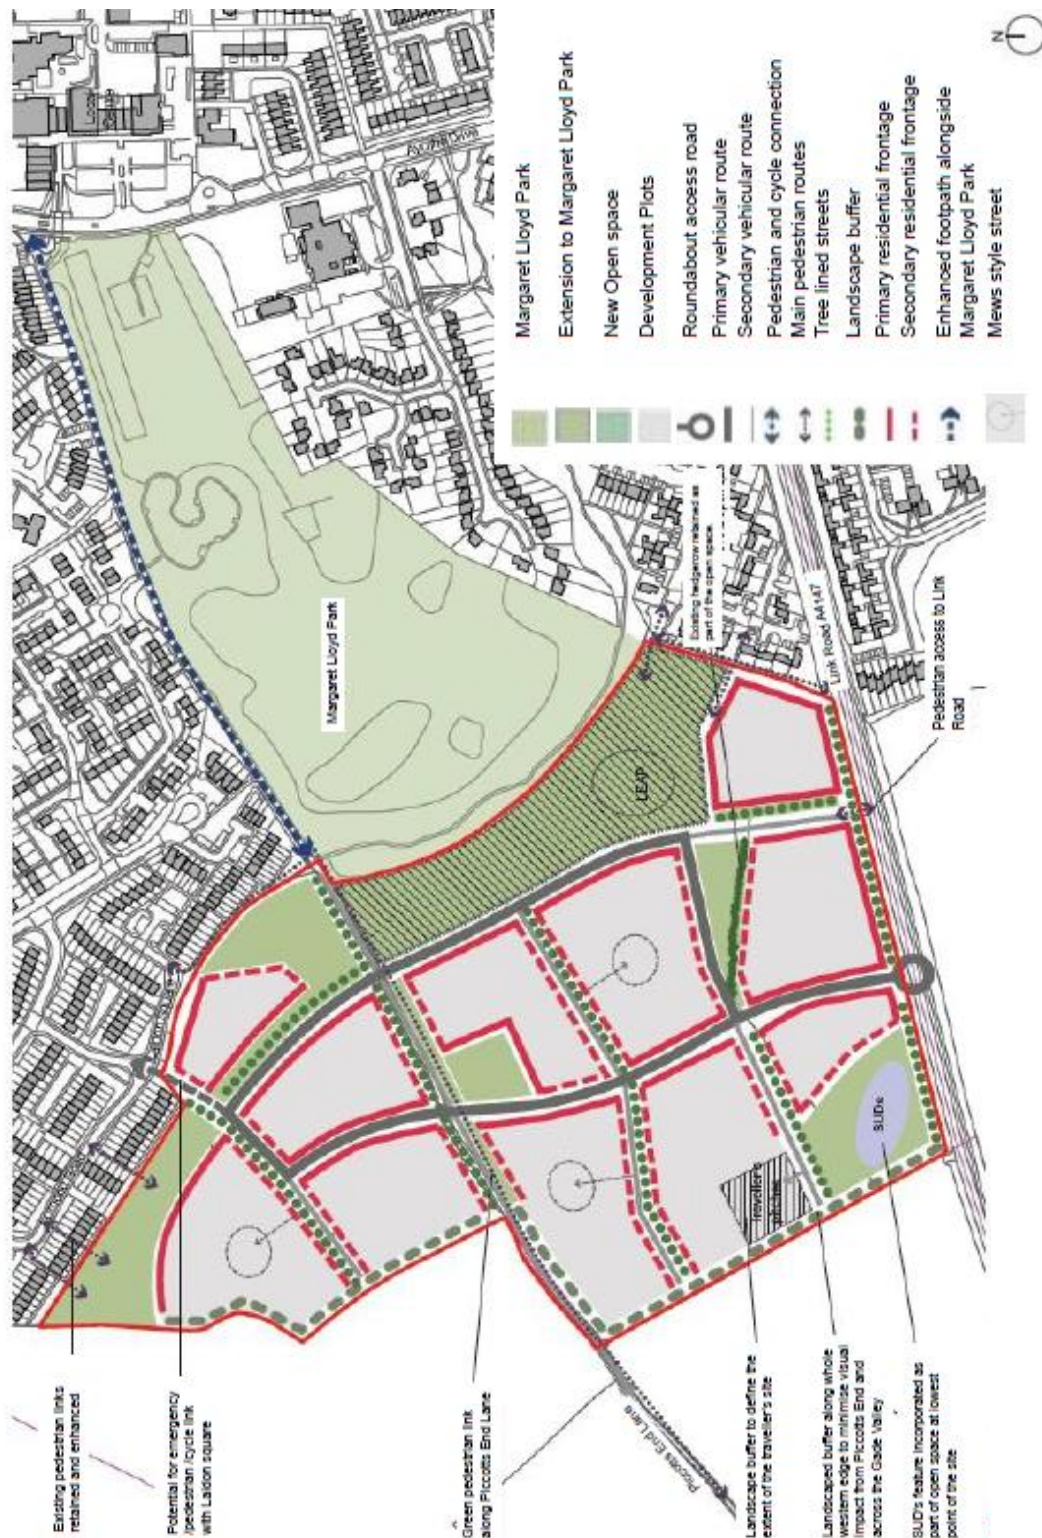 Margaret Lloyd Park
Extension to Margaret Lloyd Park
New Open space
Development Plots
Roundabout access road
Primary vehicular route
Secondary vehicular route
Pedestrian and cycle connection
Main pedestrian routes
Tree lined streets
Landscape buffer
Primary residential frontage
Secondary residential frontage
Enhanced footpath alongside
Margaret Lloyd Park
Mews style street
N
Margaret Lloyd Park
LEAP
Existing hedgerow retained as
part of the open space.
Link Road A4147
Pedestrian access to Link
Road
SUDs
Existing pedestrian links
retained and enhanced
Potential for emergency
/pedestrian /cycle link
with Laidon square
Green pedestrian link
along Piccotts End Lane
Piccotts End Lane
Landscape buffer to define the
extent of the traveller's site
Landscaped buffer along whole
western edge to minimise visual
impact from Piccotts End and
across the Gade Valley
SUD's feature incorporated as
part of open space at lowest
point of the site